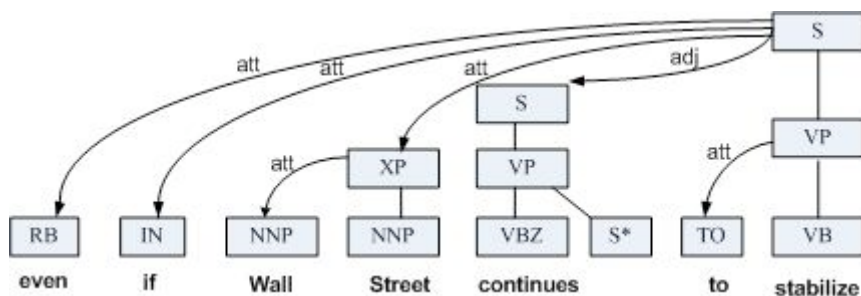 S
att
att
att
adj
S
VP
att
att
XP
VP
RB
IN
NNP
NNP
VBZ
S*
TO
VB
even if Wall Street continues to stabilize